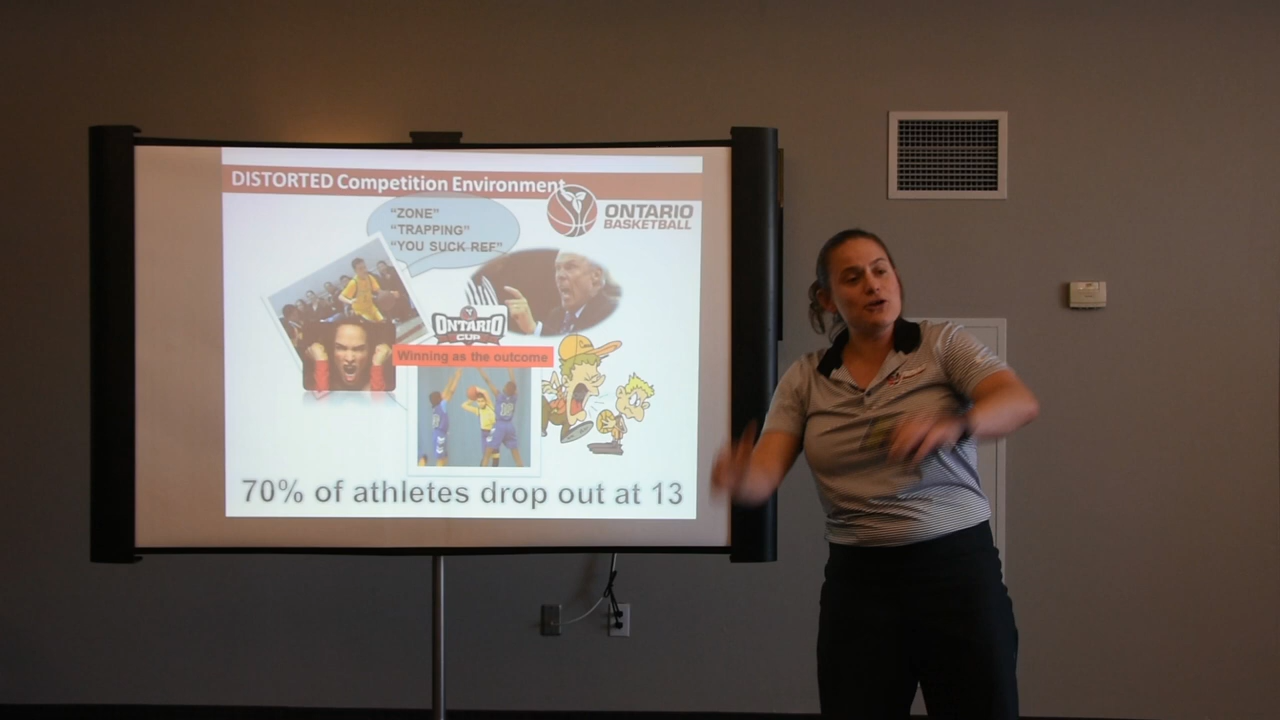 DISTORTED Competition Environment
"ZONE"
"TRAPPING"
"YOU SUCK REF"
ONTARIO
BASKETBALL
ONTARIO
CUP
Winning as the outcome
70% of athletes drop out at 13